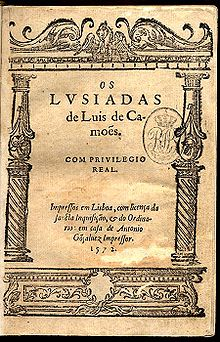 OS
LVSIADAS
de Luis de Ca-
moẽs.
COM PRIVILEGIO
REAL.
Impressos em Lisboa, com licença da
sancta Inquisição, & do Ordina-
rio: em casa de Antonio
Gõçaluez Impressor.
1572.